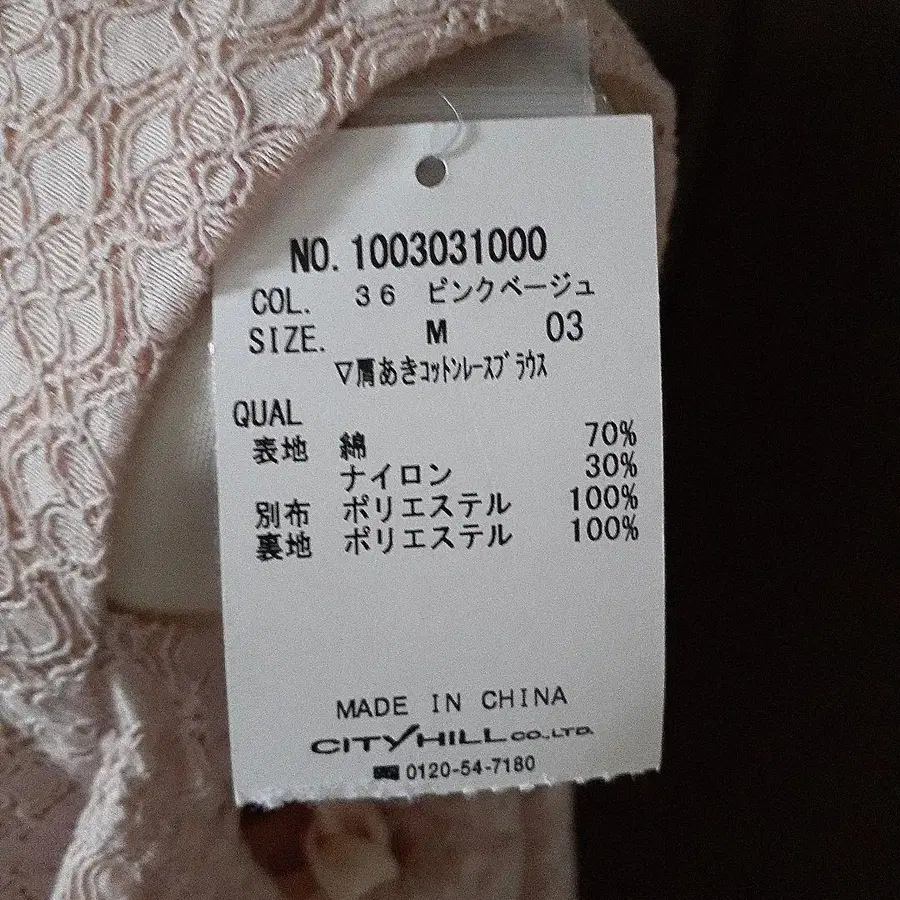 NO. 1003031000
COL. 36 ピンクベージュ
SIZE. M 03
▽肩あきｺｯﾄﾝﾚｰｽﾌﾞﾗｳｽ
QUAL
表地 綿 70%
ナイロン 30%
別布 ポリエステル 100%
裏地 ポリエステル 100%
MADE IN CHINA
CITY HILL CO.,LTD.
0120-54-7180